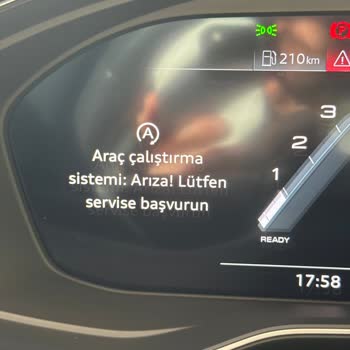 210km
A
Araç çalıştırma
sistemi: Arıza! Lütfen
servise başvurun
3
2
1
READY
17:58